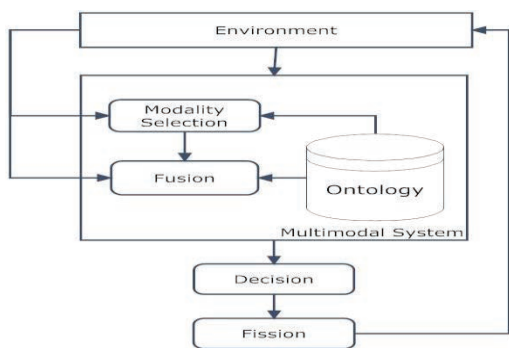 Environment
Modality
Selection
Fusion
Ontology
Multimodal System
Decision
Fission